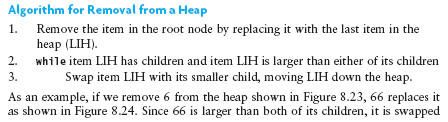 Algorithm for Removal from a Heap
1. Remove the item in the root node by replacing it with the last item in the
heap (LIH).
2. while item LIH has children and item LIH is larger than either of its children
3. Swap item LIH with its smaller child, moving LIH down the heap.
As an example, if we remove 6 from the heap shown in Figure 8.23, 66 replaces it
as shown in Figure 8.24. Since 66 is larger than both of its children, it is swapped